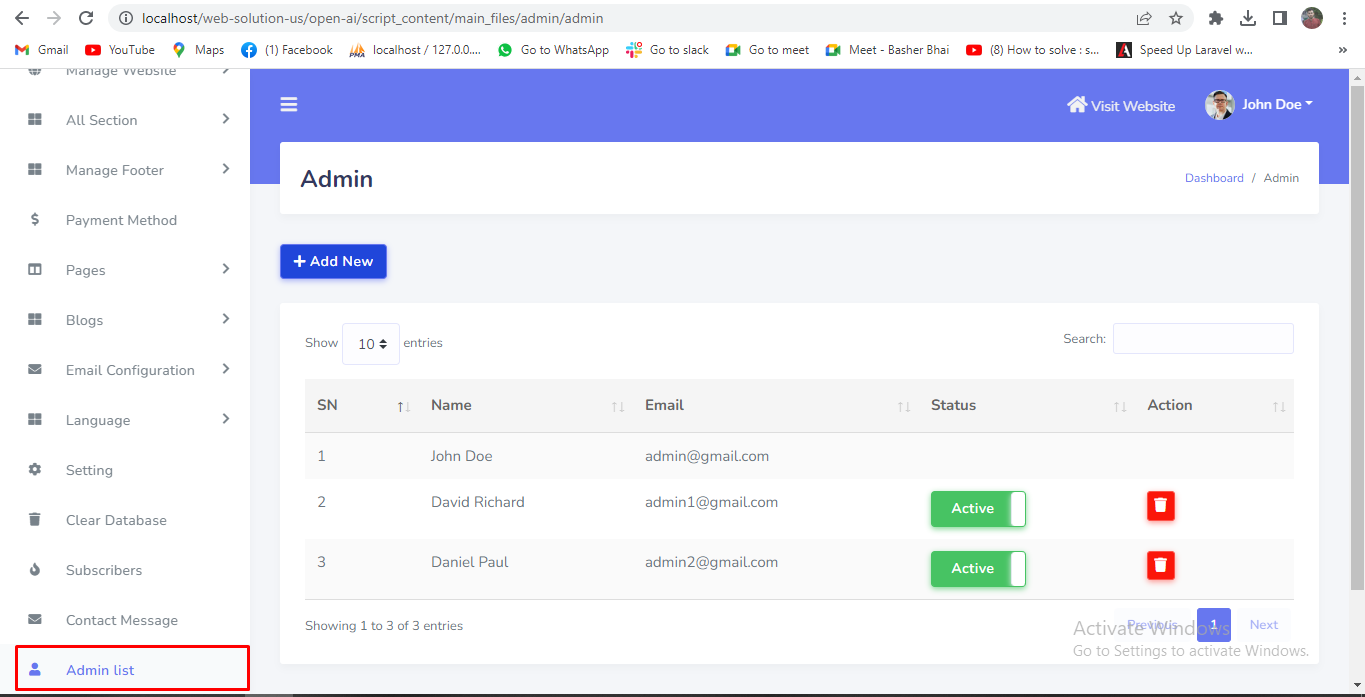 localhost/web-solution-us/open-ai/script_content/main_files/admin/admin
Gmail YouTube Maps (1) Facebook localhost / 127.0.0.... Go to WhatsApp Go to slack Go to meet Meet - Basher Bhai (8) How to solve : s... Speed Up Laravel w... »
Manage Website
All Section
Manage Footer
Payment Method
Pages
Blogs
Email Configuration
Language
Setting
Clear Database
Subscribers
Contact Message
Admin list
Visit Website John Doe
Admin
Dashboard / Admin
+ Add New
Show 10 entries
Search:
SN Name Email Status Action
1 John Doe admin@gmail.com
2 David Richard admin1@gmail.com Active
3 Daniel Paul admin2@gmail.com Active
Showing 1 to 3 of 3 entries
Previous 1 Next
Activate Windows
Go to Settings to activate Windows.